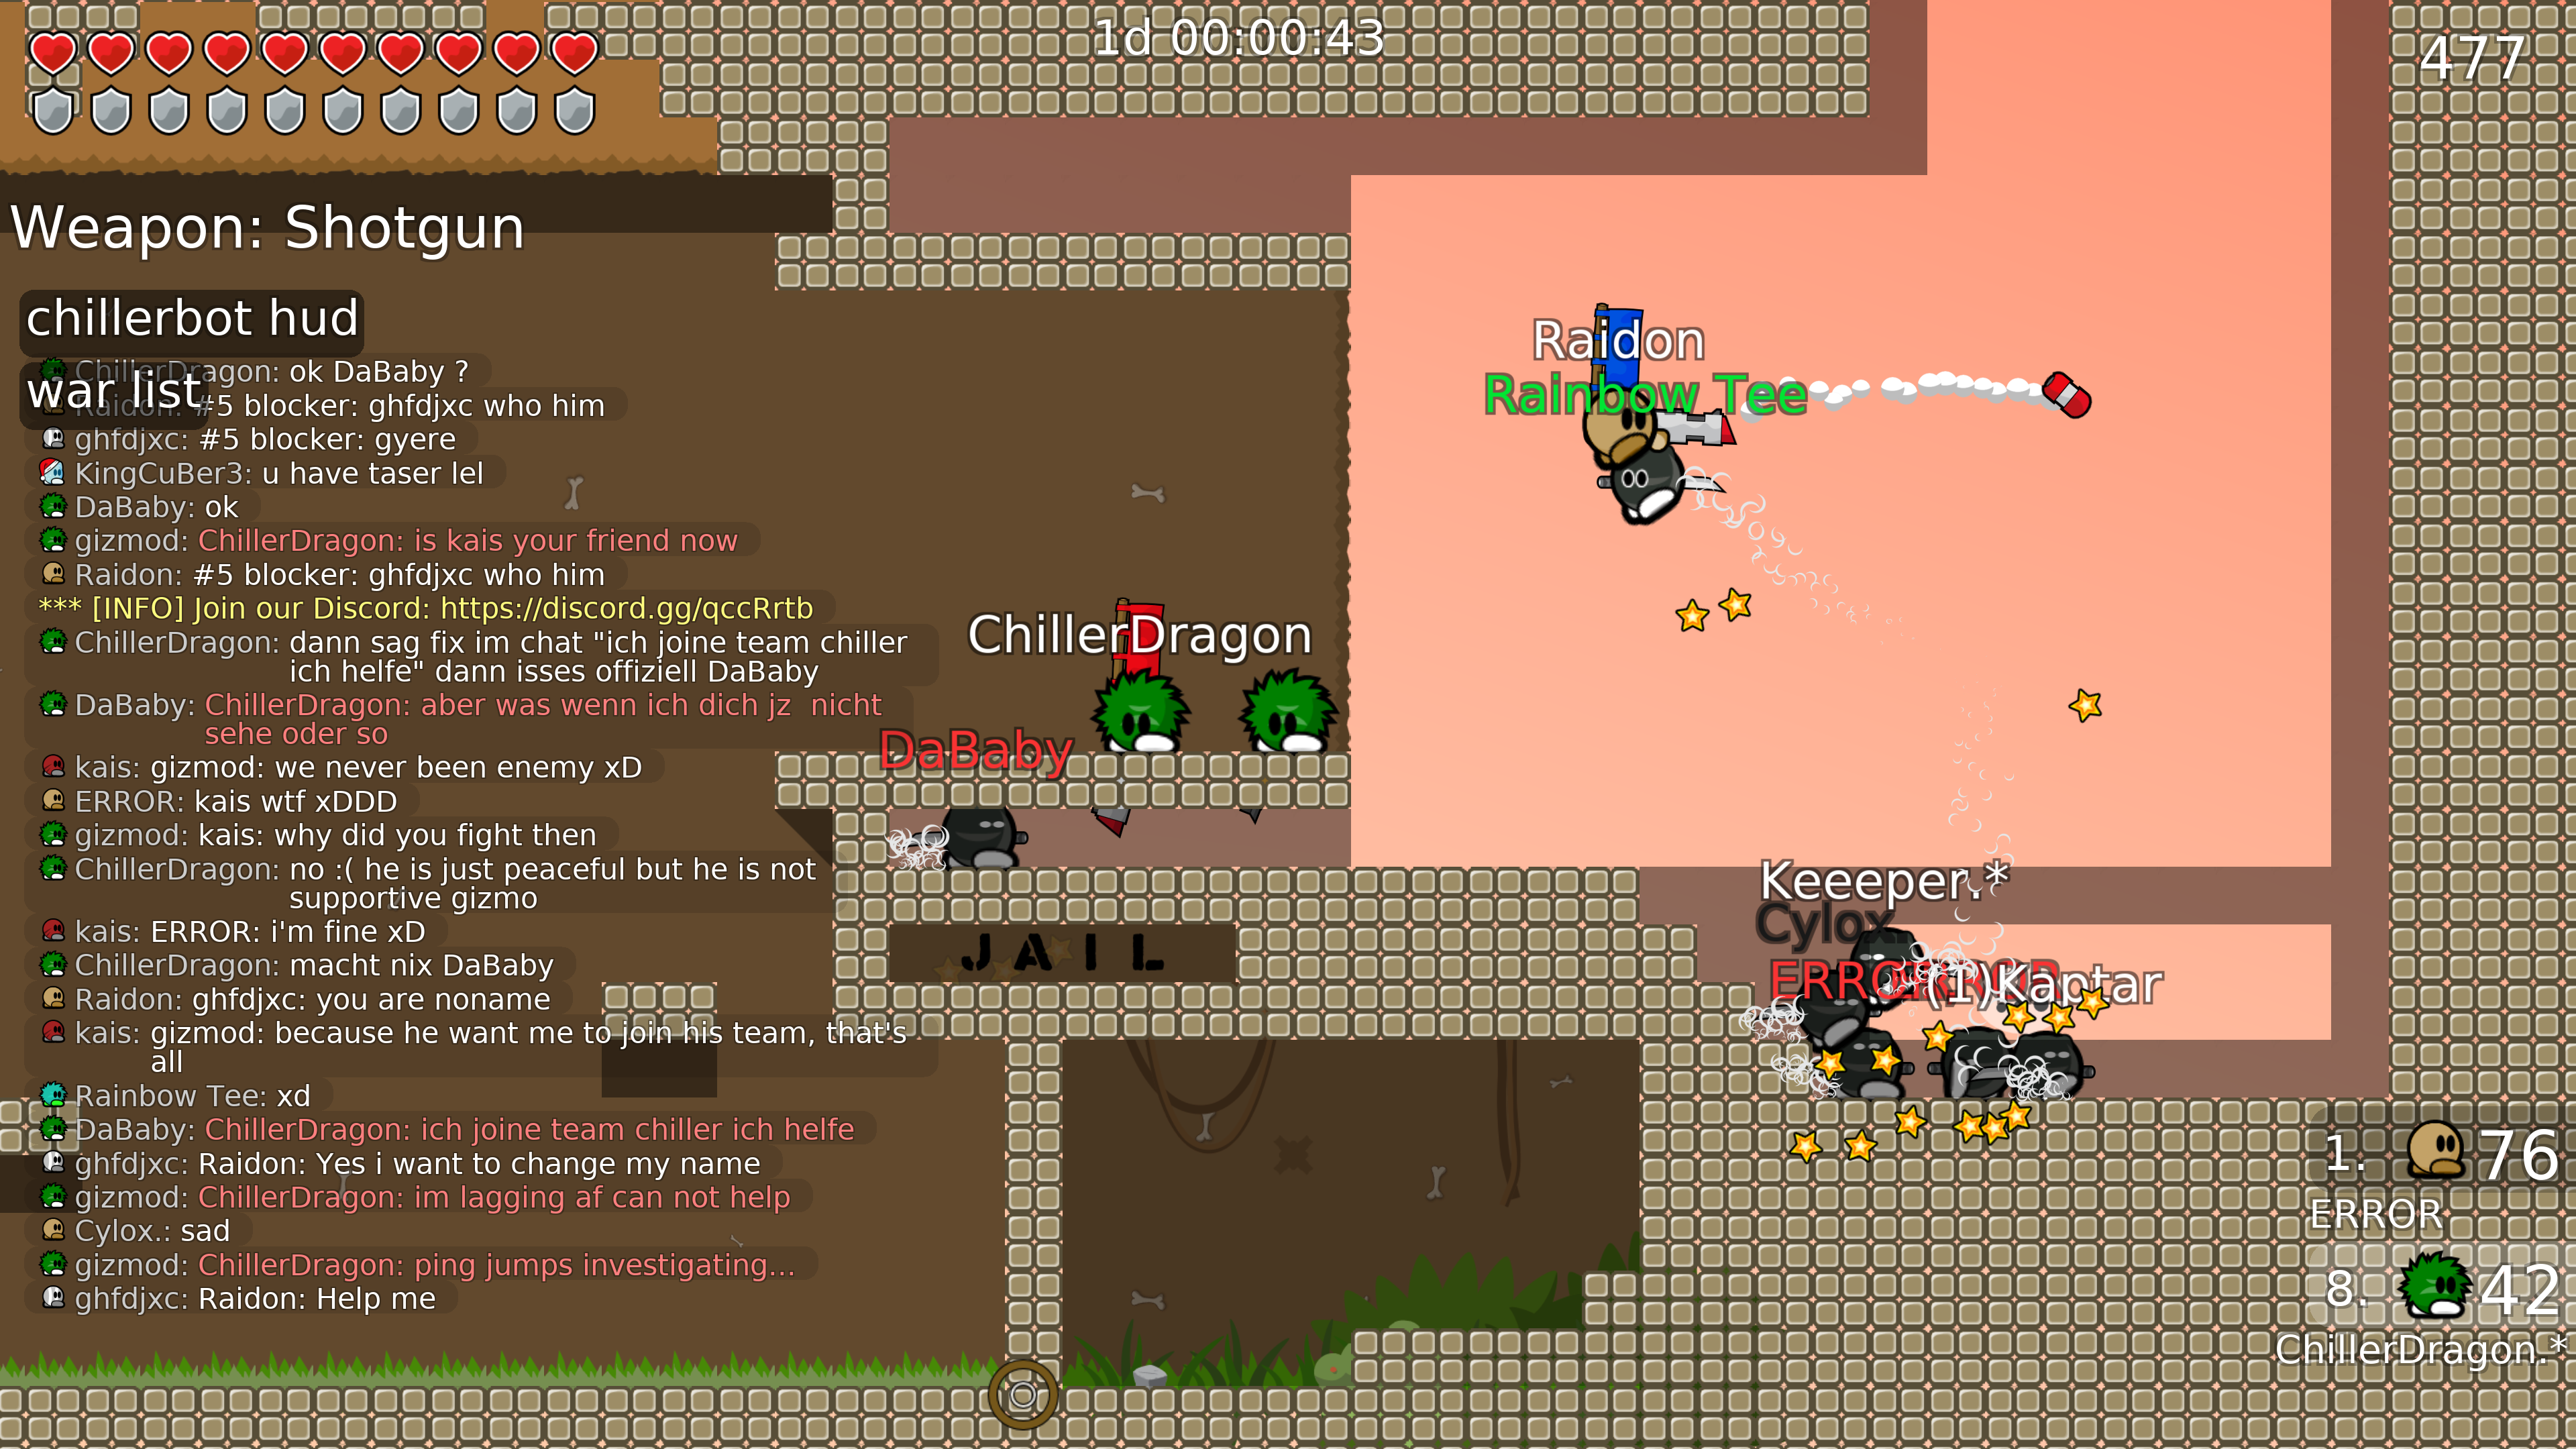 1d 00:00:43
477
Weapon: Shotgun
chillerbot hud
war list
ChillerDragon: ok DaBaby ?
Raidon: #5 blocker: ghfdjxc who him
ghfdjxc: #5 blocker: gyere
KingCuBer3: u have taser lel
DaBaby: ok
gizmod: ChillerDragon: is kais your friend now
Raidon: #5 blocker: ghfdjxc who him
*** [INFO] Join our Discord: https://discord.gg/qccRrtb
ChillerDragon: dann sag fix im chat "ich joine team chiller
ich helfe" dann isses offiziell DaBaby
DaBaby: ChillerDragon: aber was wenn ich dich jz  nicht
sehe oder so
kais: gizmod: we never been enemy xD
ERROR: kais wtf xDDD
gizmod: kais: why did you fight then
ChillerDragon: no :( he is just peaceful but he is not
supportive gizmo
kais: ERROR: i'm fine xD
ChillerDragon: macht nix DaBaby
Raidon: ghfdjxc: you are noname
kais: gizmod: because he want me to join his team, that's
all
Rainbow Tee: xd
DaBaby: ChillerDragon: ich joine team chiller ich helfe
ghfdjxc: Raidon: Yes i want to change my name
gizmod: ChillerDragon: im lagging af can not help
Cylox.: sad
gizmod: ChillerDragon: ping jumps investigating...
ghfdjxc: Raidon: Help me
Raidon
Rainbow Tee
ChillerDragon
DaBaby
JAIL
Keeeper.*
Cylox.
ERROR
(1)Kaptar
1. 76
ERROR
8. 42
ChillerDragon.*